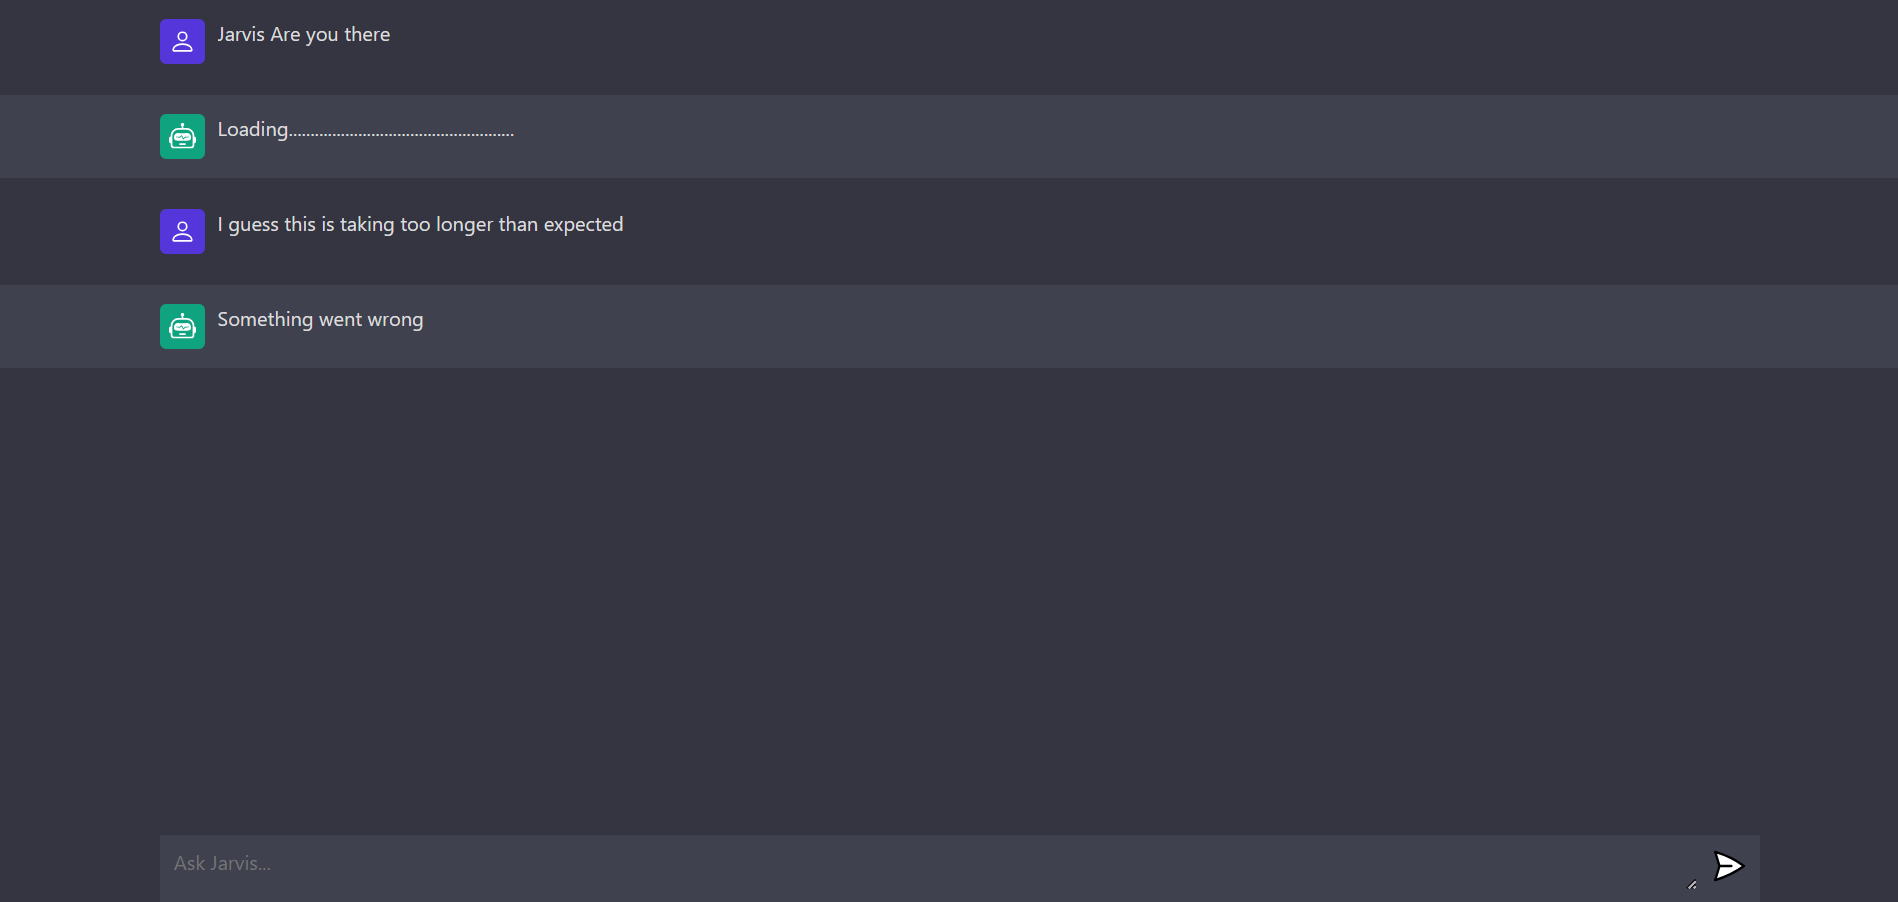 Jarvis Are you there
Loading....................................................
I guess this is taking too longer than expected
Something went wrong
Ask Jarvis...